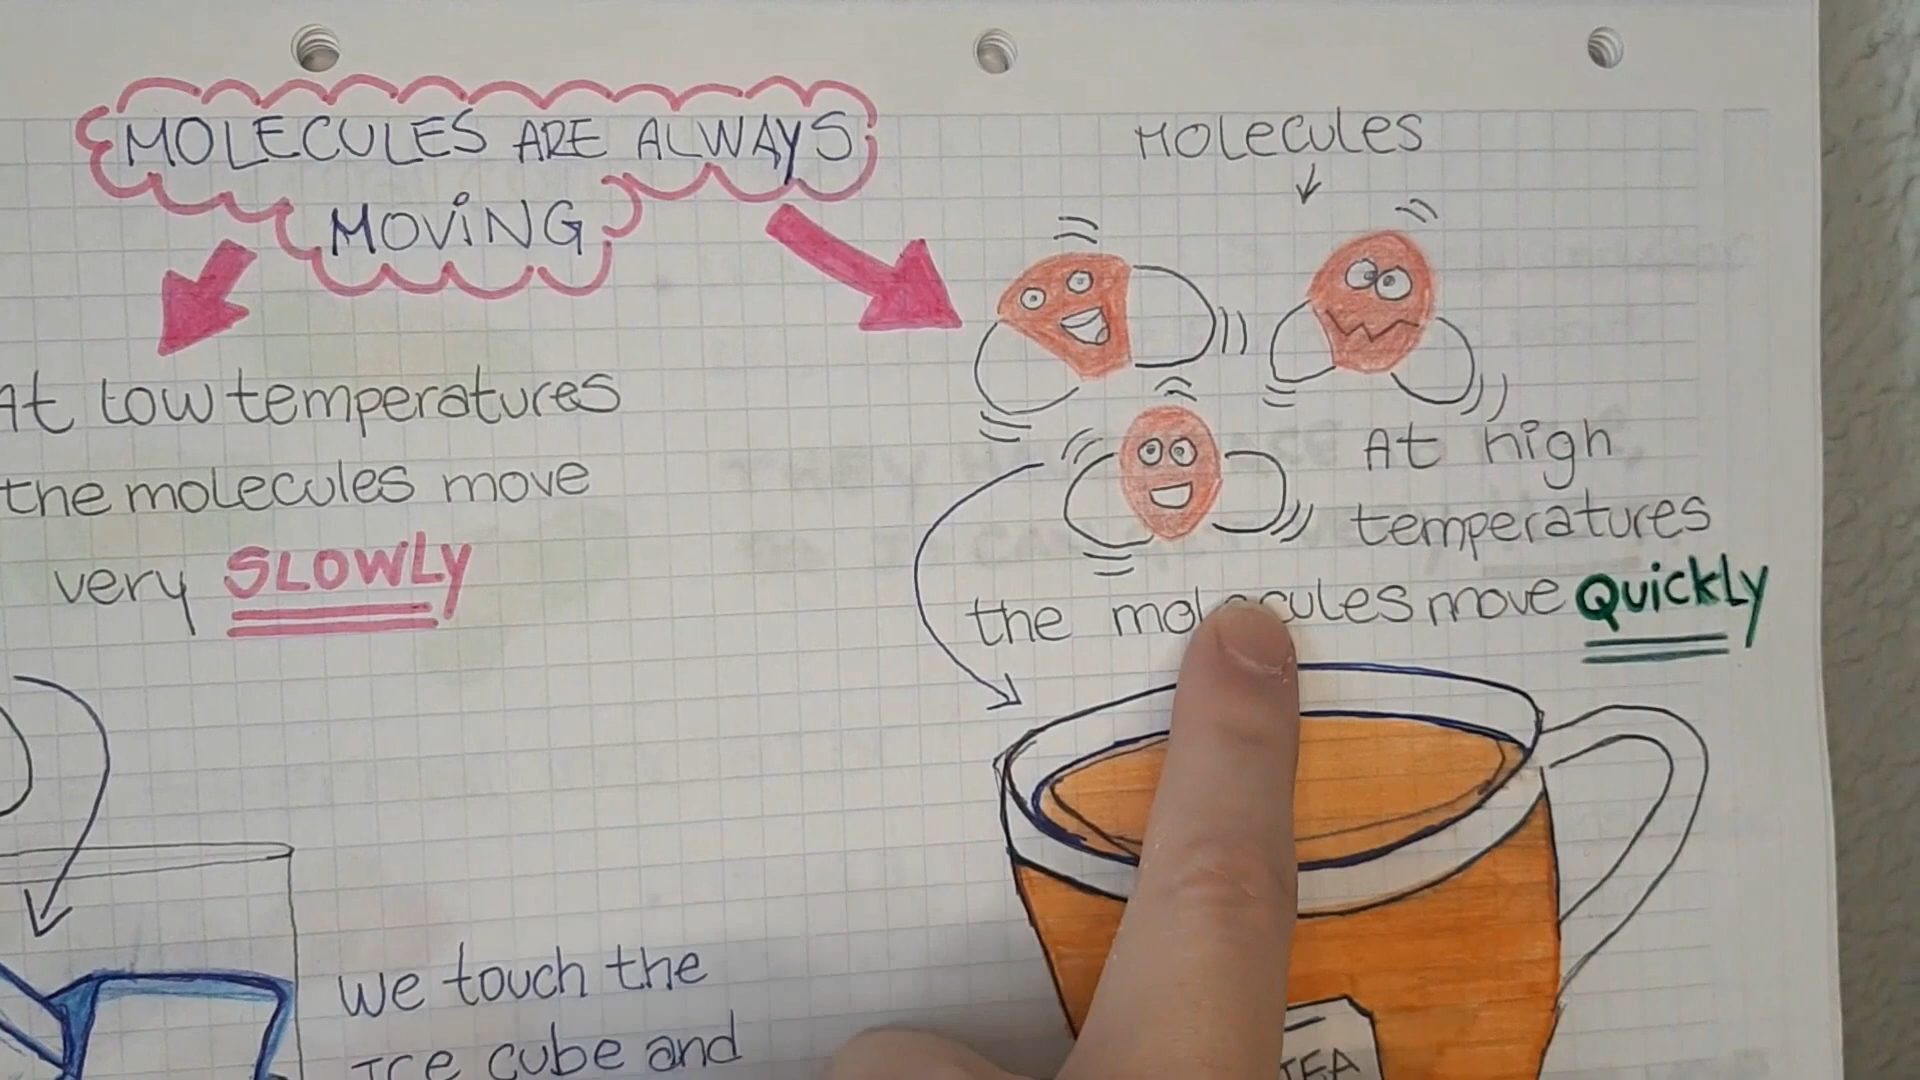 MOLECULES ARE ALWAYS
MOVING
At low temperatures
the molecules move
very SLOWLY
Molecules
At high
temperatures
the molecules move Quickly
we touch the
Ice cube and
TEA